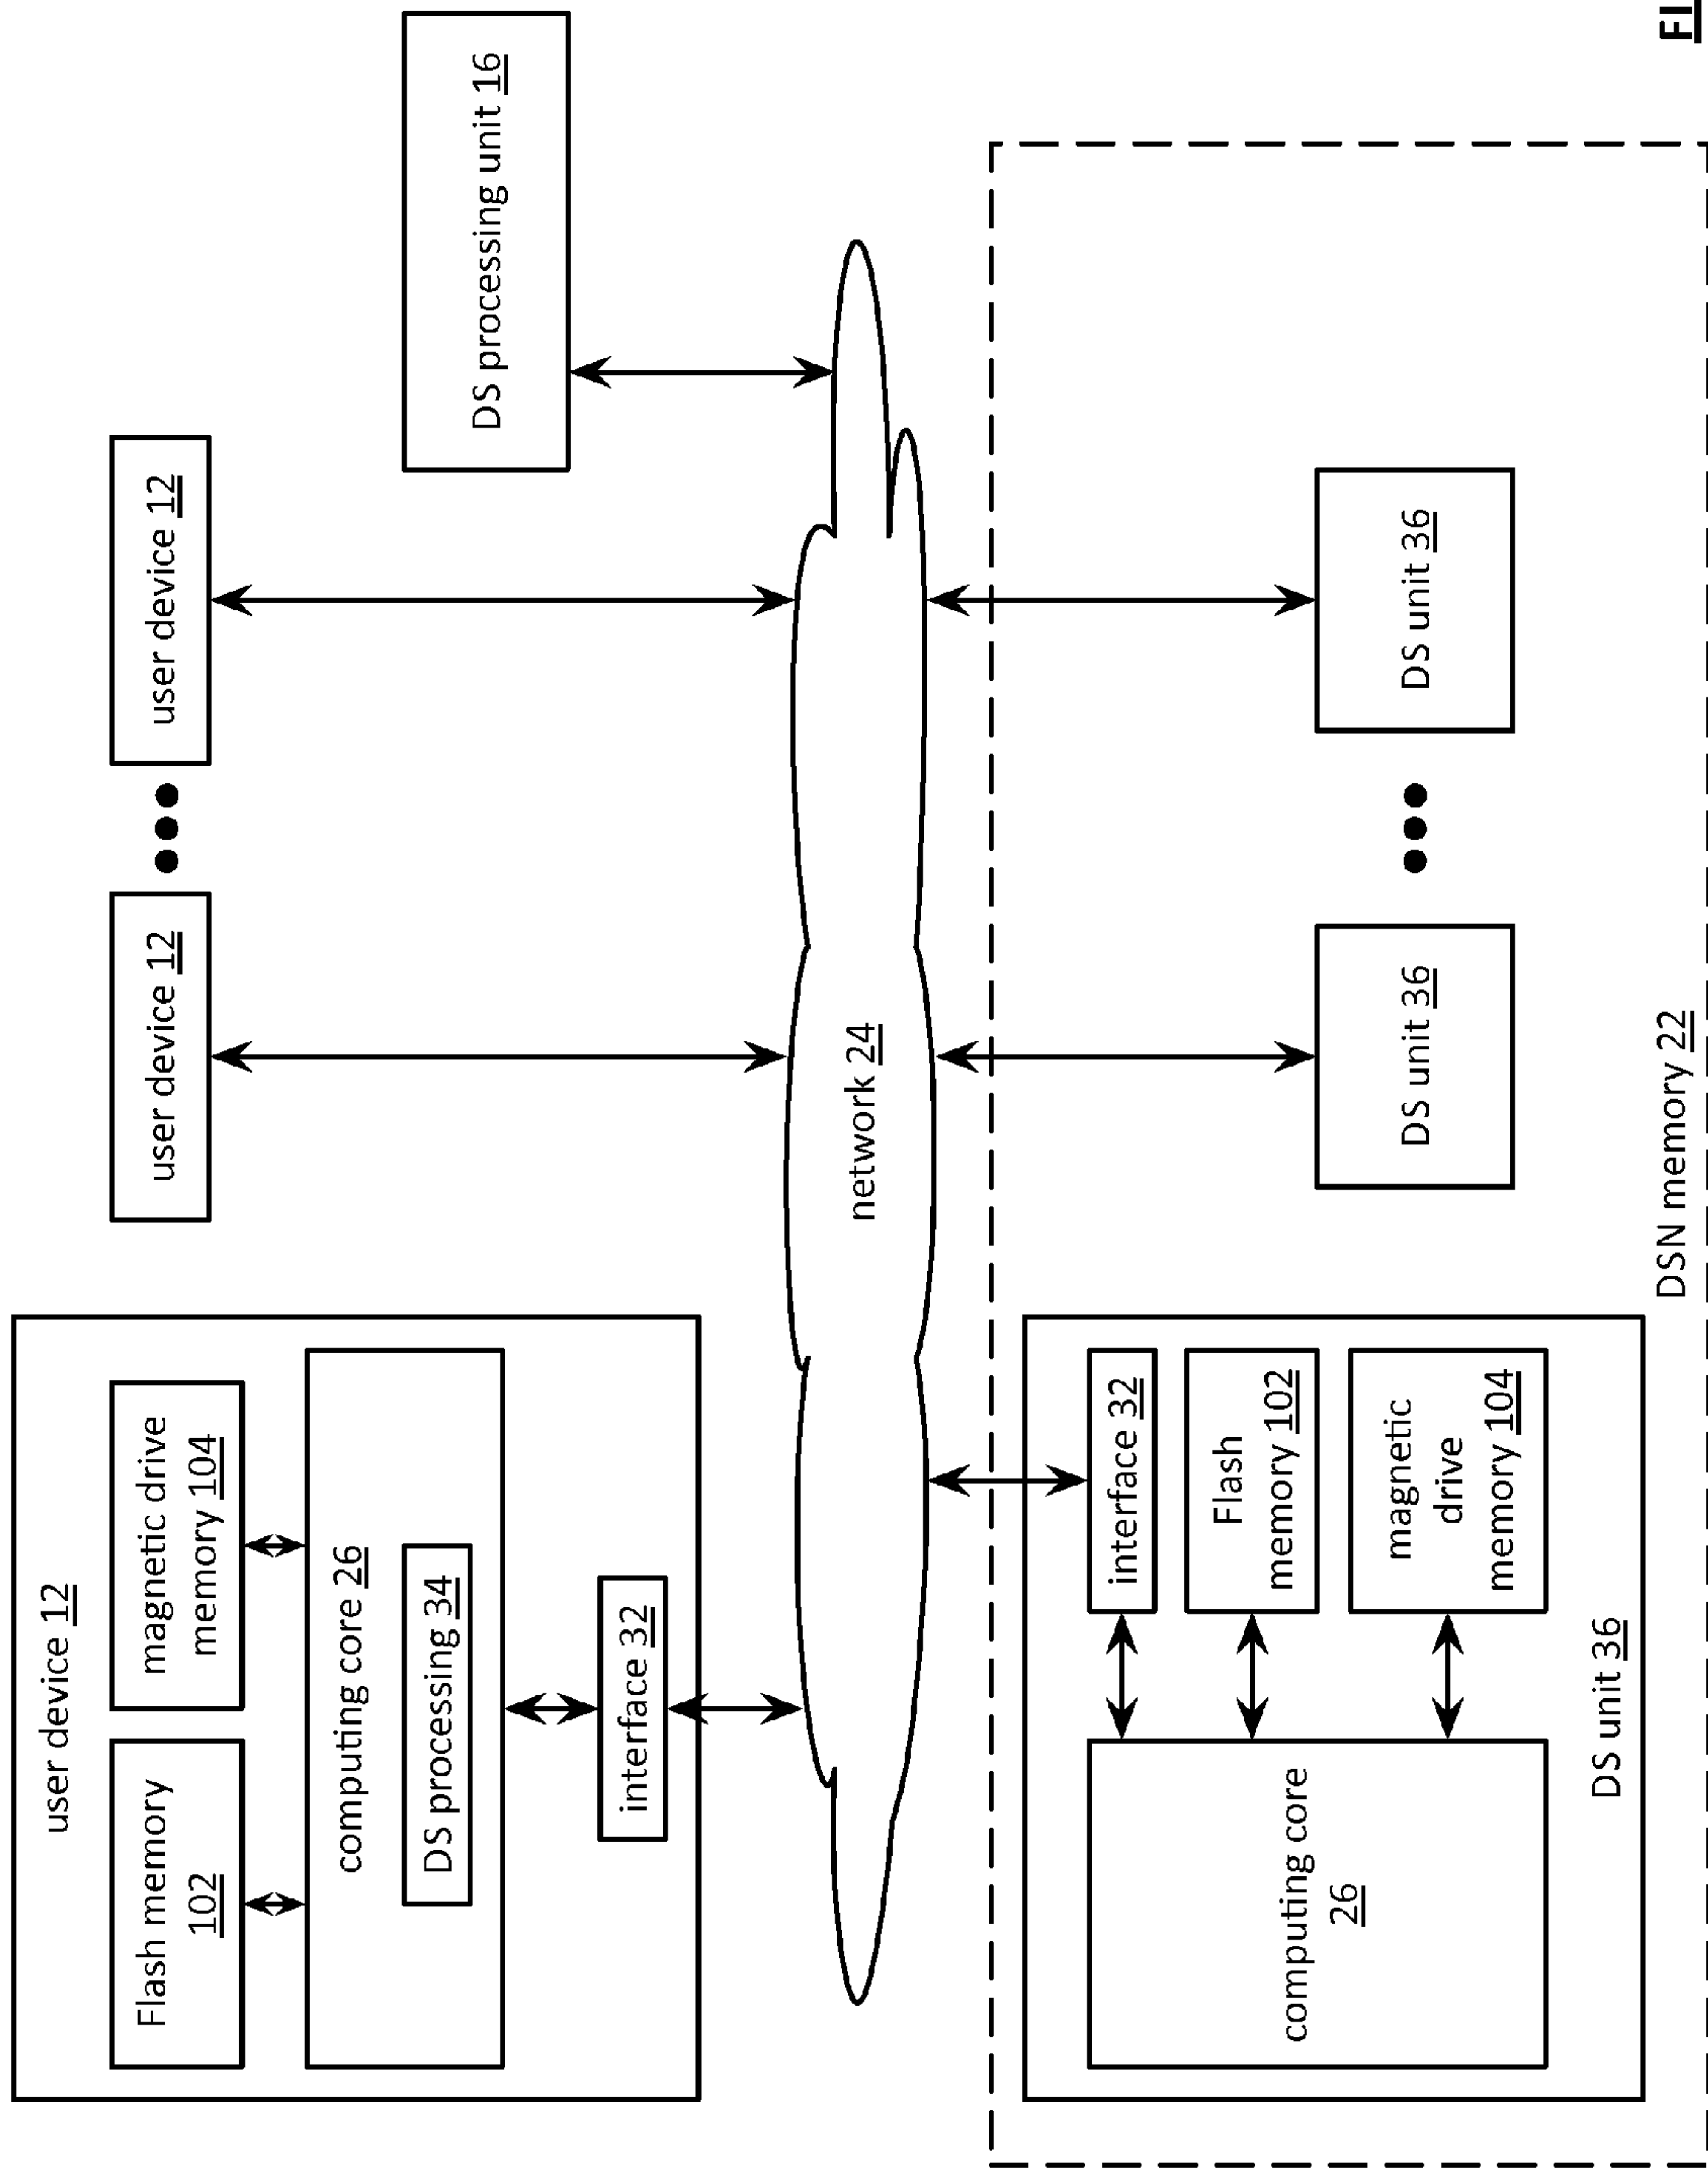 user device 12
Flash memory
102
magnetic drive
memory 104
computing core 26
DS processing 34
interface 32
user device 12
user device 12
DS processing unit 16
network 24
computing core
26
interface 32
Flash
memory 102
magnetic
drive
memory 104
DS unit 36
DS unit 36
DS unit 36
DSN memory 22